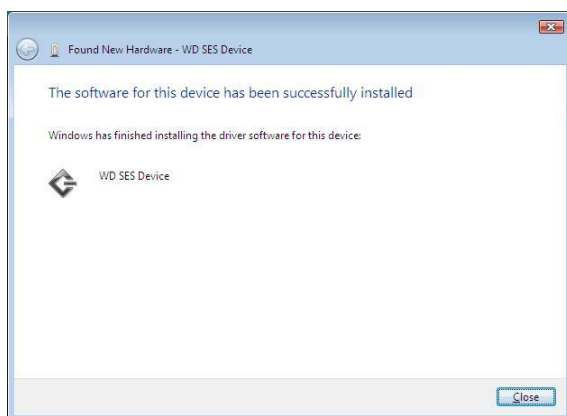 Found New Hardware - WD SES Device
The software for this device has been successfully installed
Windows has finished installing the driver software for this device:
WD SES Device
Close